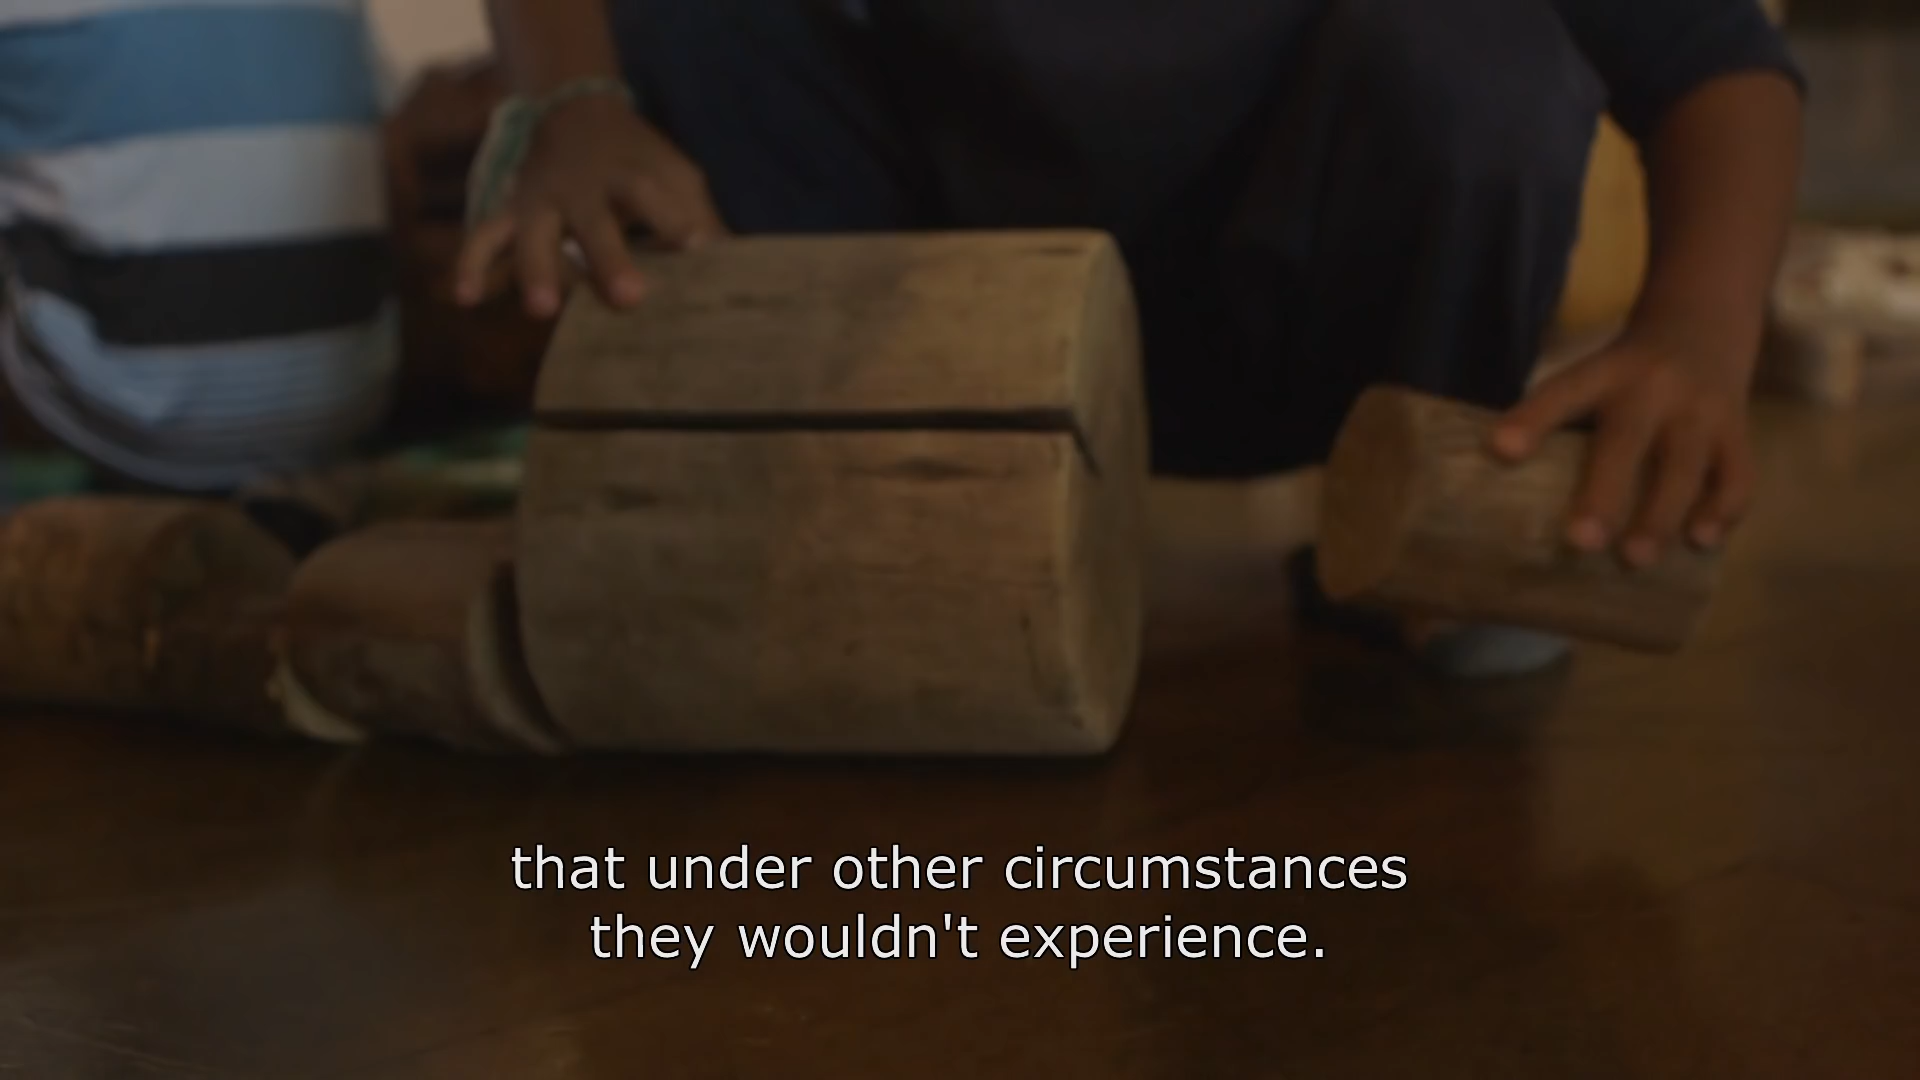 that under other circumstances
they wouldn't experience.